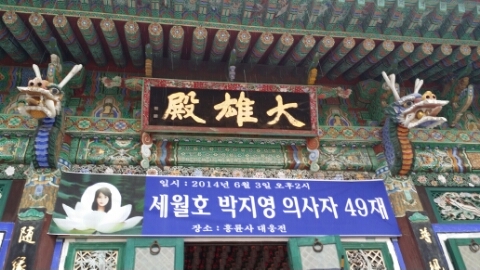 殿雄大
일시 : 2014년 6월 3일 오후2시
세월호 박지영 의사자 49재
장소 : 흥륜사 대웅전
隨
普